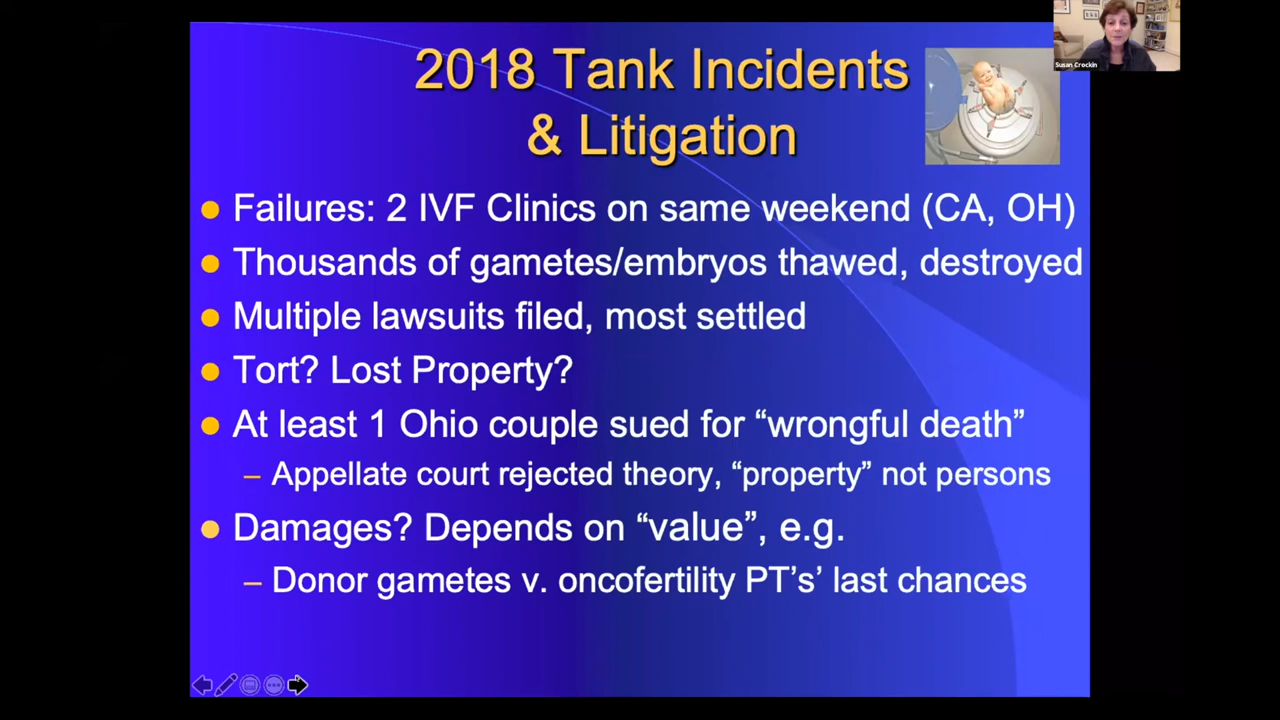 2018 Tank Incidents
& Litigation
Susan Crockin
Failures: 2 IVF Clinics on same weekend (CA, OH)
Thousands of gametes/embryos thawed, destroyed
Multiple lawsuits filed, most settled
Tort? Lost Property?
At least 1 Ohio couple sued for “wrongful death”
– Appellate court rejected theory, “property” not persons
Damages? Depends on “value”, e.g.
– Donor gametes v. oncofertility PT’s’ last chances